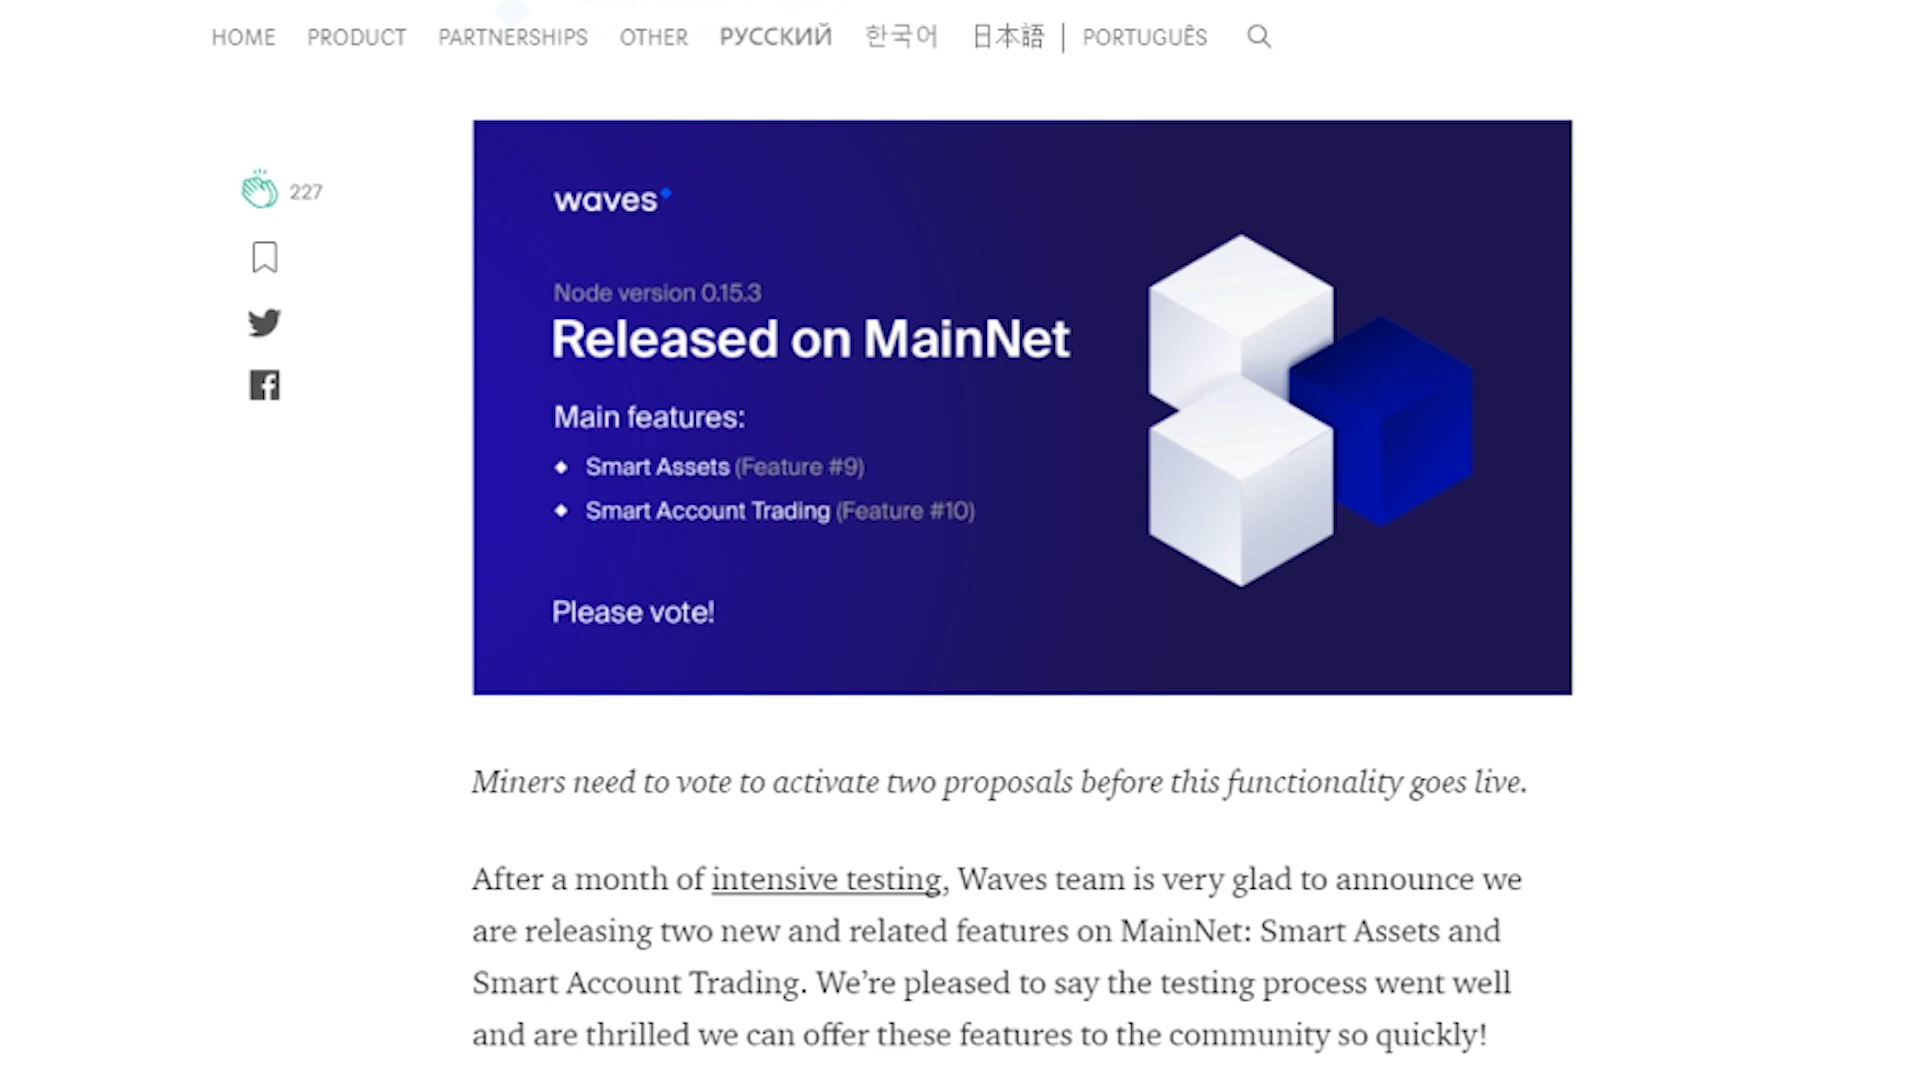 HOME PRODUCT PARTNERSHIPS OTHER РУССКИЙ 한국어 日本語 | PORTUGUÊS
227
waves
Node version 0.15.3
Released on MainNet
Main features:
Smart Assets (Feature #9)
Smart Account Trading (Feature #10)
Please vote!
Miners need to vote to activate two proposals before this functionality goes live.
After a month of intensive testing, Waves team is very glad to announce we
are releasing two new and related features on MainNet: Smart Assets and
Smart Account Trading. We’re pleased to say the testing process went well
and are thrilled we can offer these features to the community so quickly!